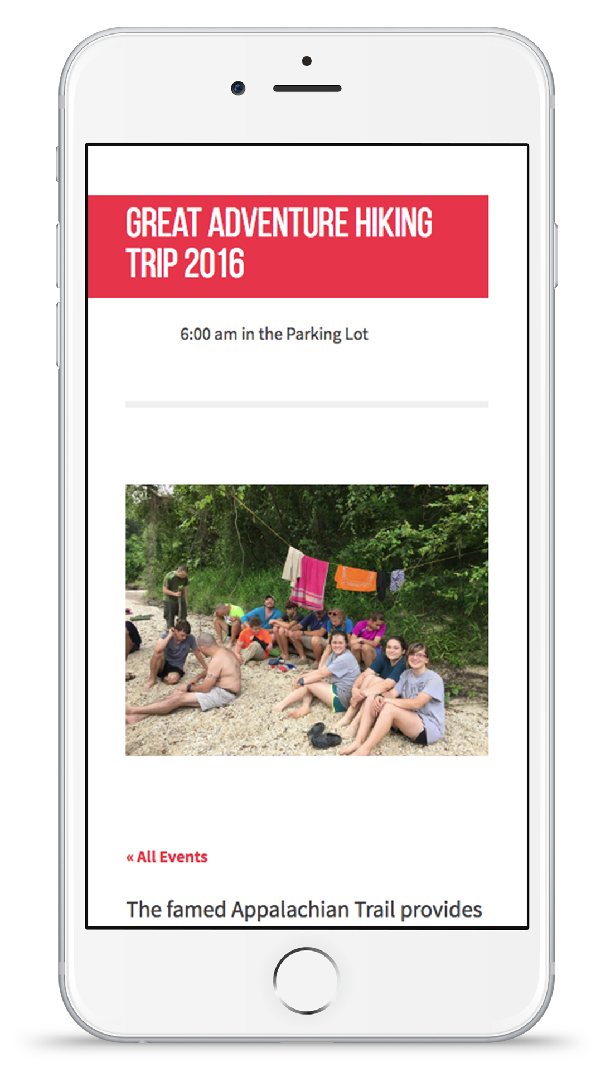 GREAT ADVENTURE HIKING
TRIP 2016
6:00 am in the Parking Lot
« All Events
The famed Appalachian Trail provides